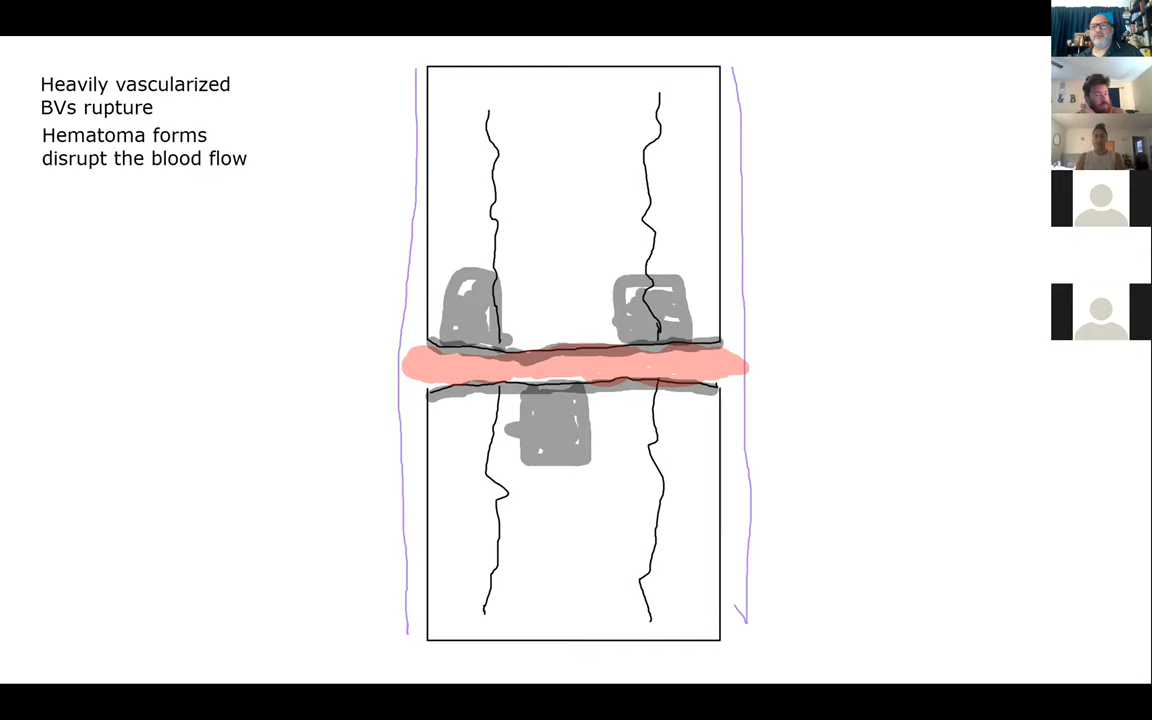 Heavily vascularized
BVs rupture
Hematoma forms
disrupt the blood flow